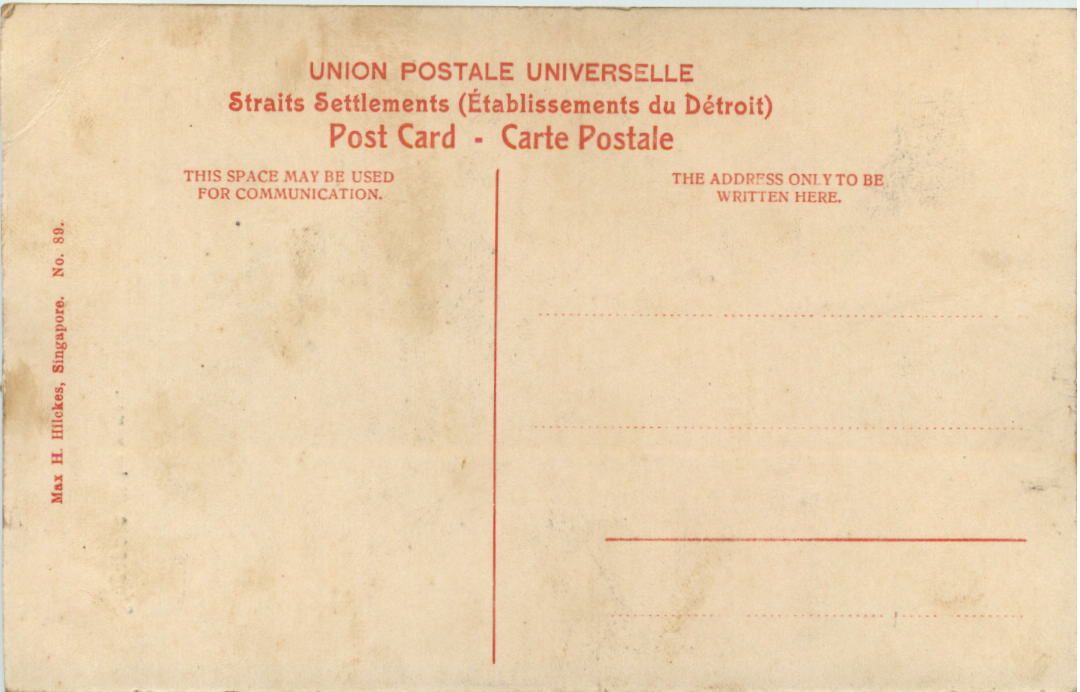 UNION POSTALE UNIVERSELLE
Straits Settlements (Établissements du Détroit)
Post Card - Carte Postale
THIS SPACE MAY BE USED
FOR COMMUNICATION.
THE ADDRESS ONLY TO BE
WRITTEN HERE.
Max H. Hilckes, Singapore. No. 89.